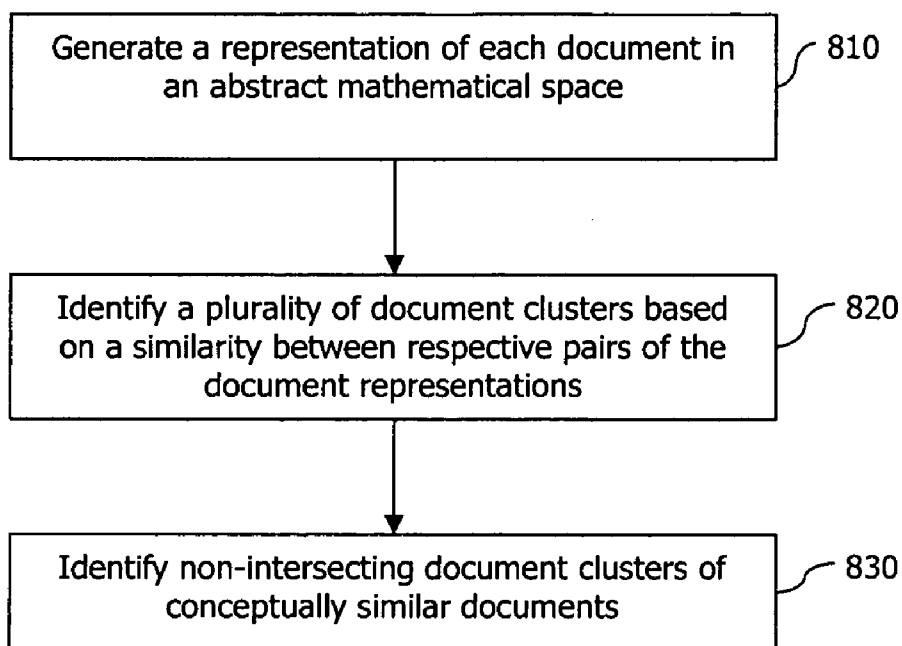 Generate a representation of each document in
an abstract mathematical space
810
Identify a plurality of document clusters based
on a similarity between respective pairs of the
document representations
820
Identify non-intersecting document clusters of
conceptually similar documents
830